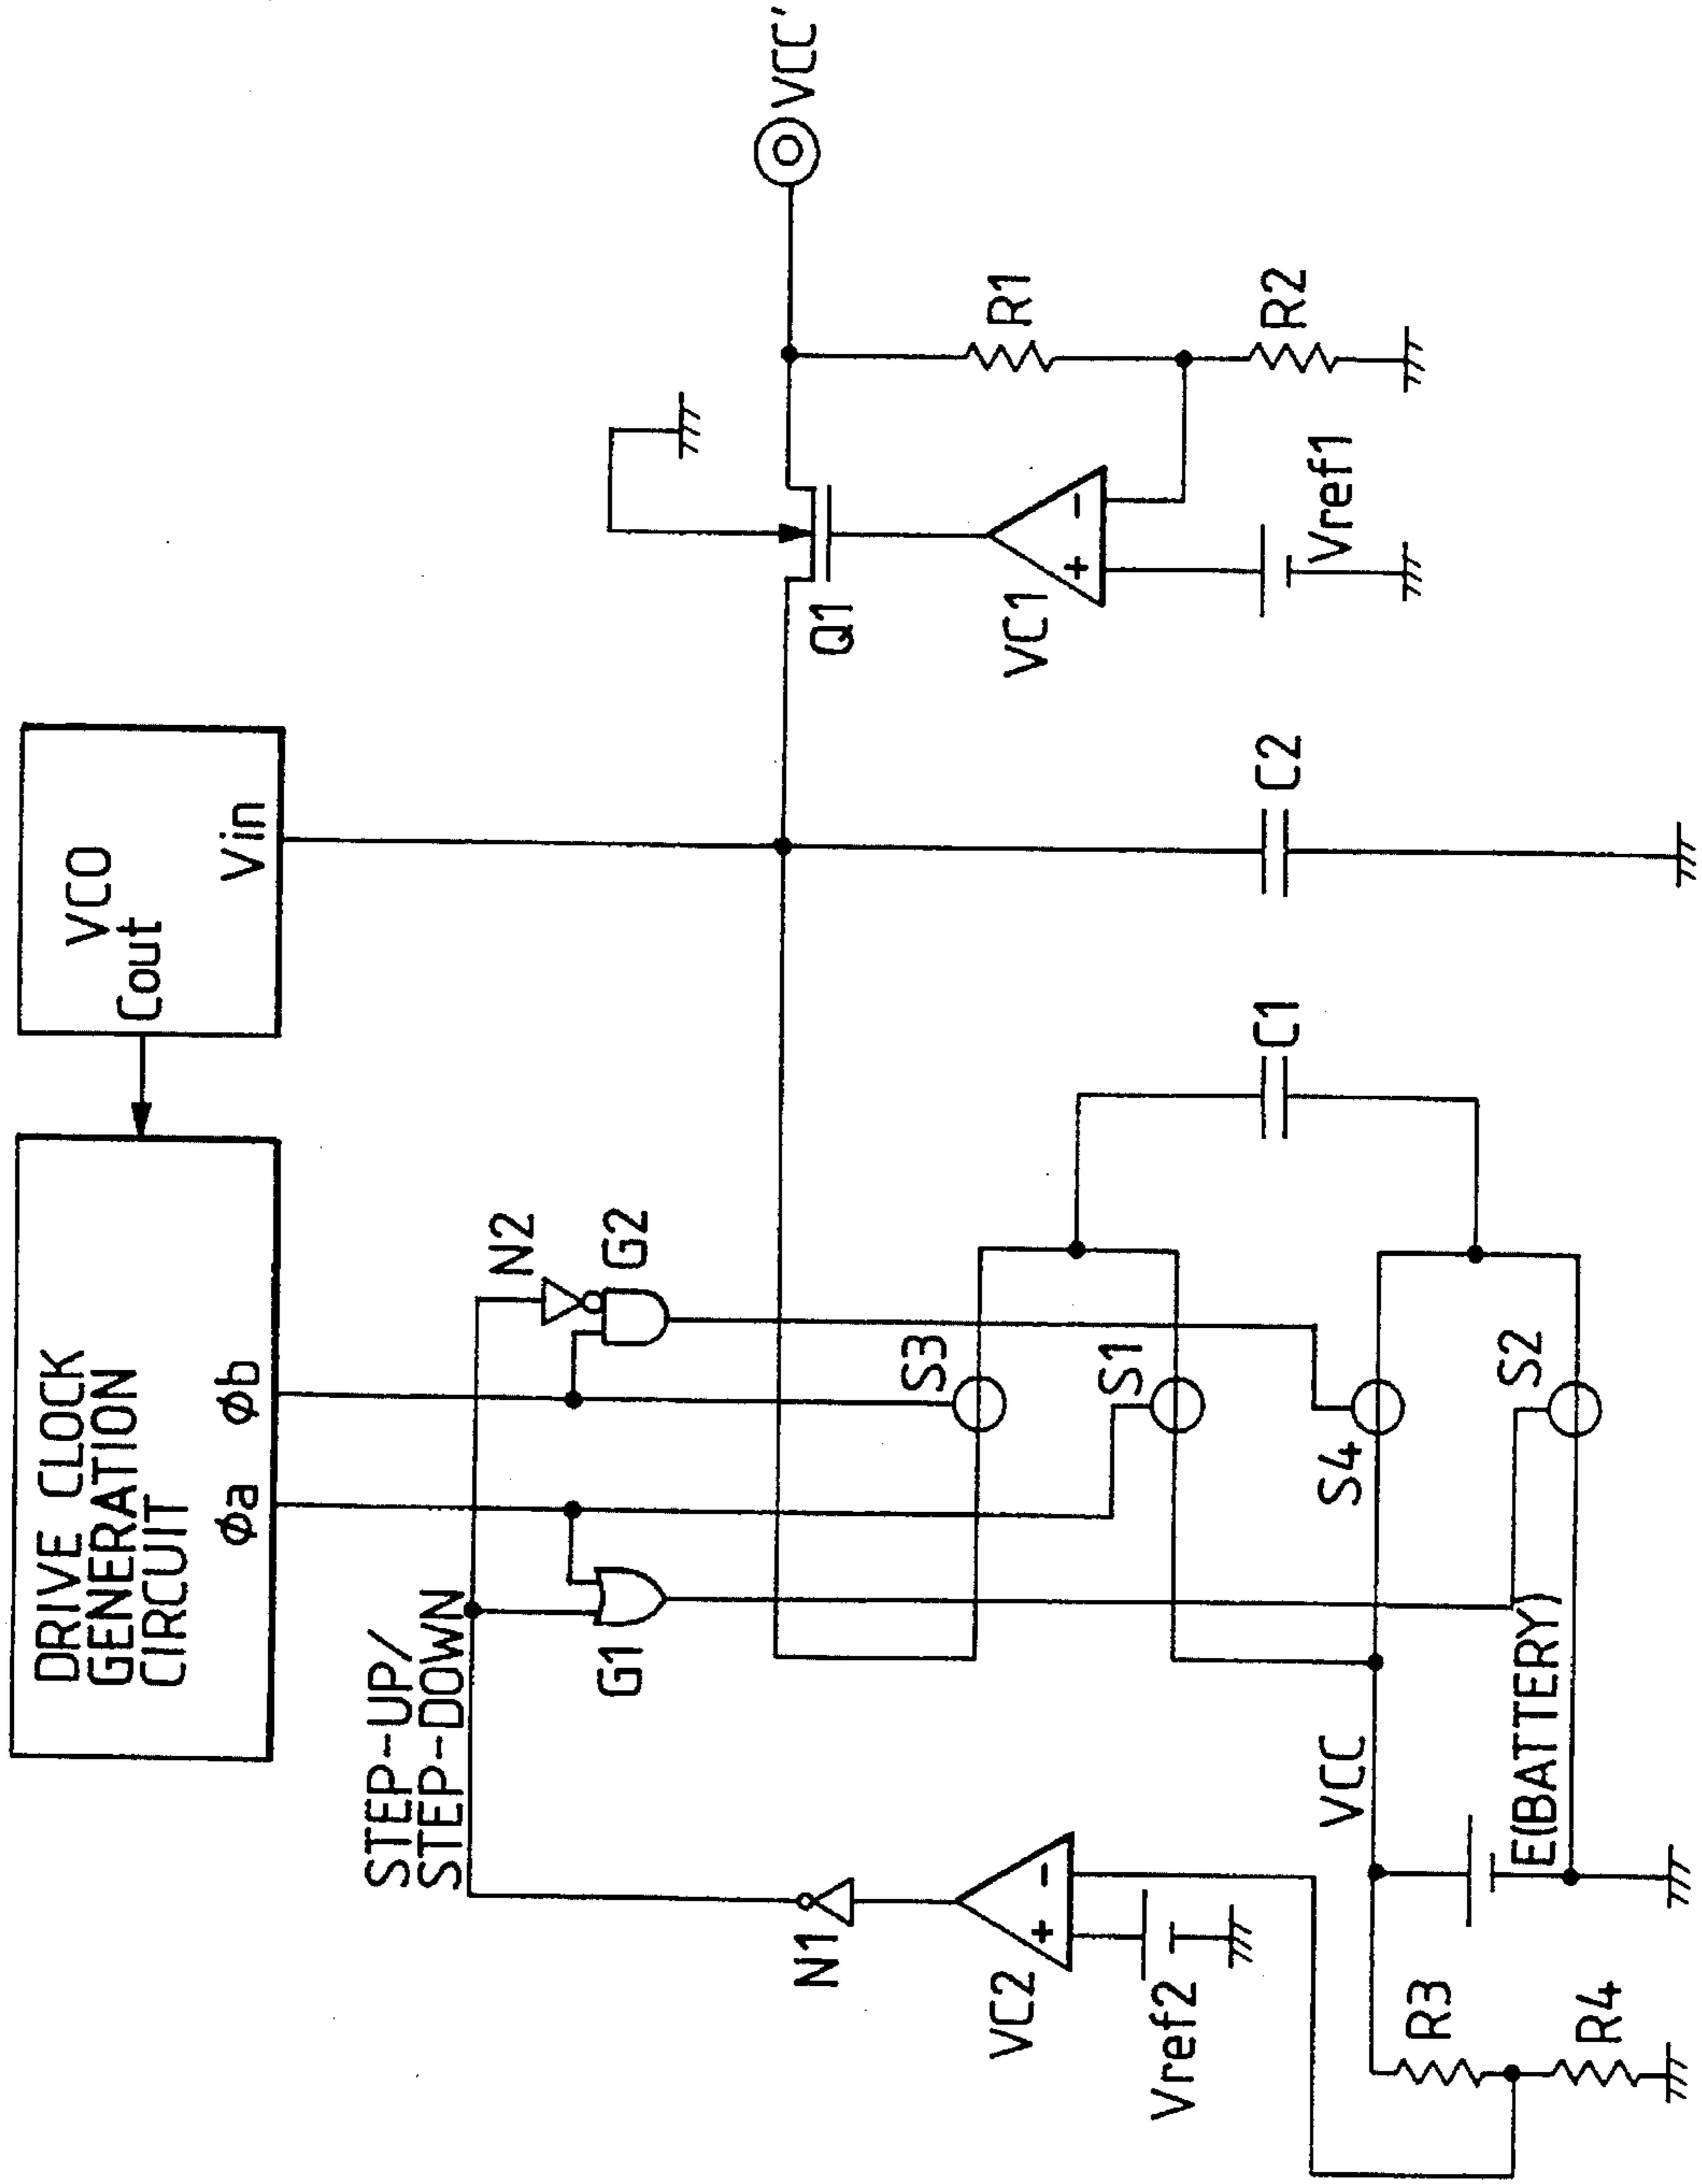 DRIVE CLOCK
GENERATION
CIRCUIT
φa
φb
VCO
Cout
Vin
STEP-UP/
STEP-DOWN
N2
G2
G1
S3
S1
S4
S2
C1
C2
VCC'
Q1
R1
R2
VC1
+
-
Vref1
N1
VC2
+
-
Vref2
VCC
E(BATTERY)
R3
R4